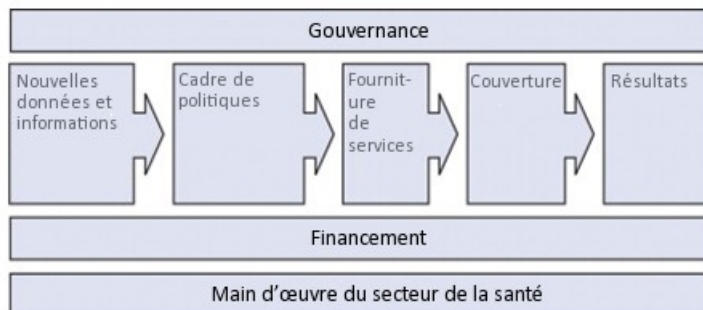 Gouvernance
Nouvelles
données et
informations
Cadre de
politiques
Fournit-
ure
de
services
Couverture
Résultats
Financement
Main d’œuvre du secteur de la santé